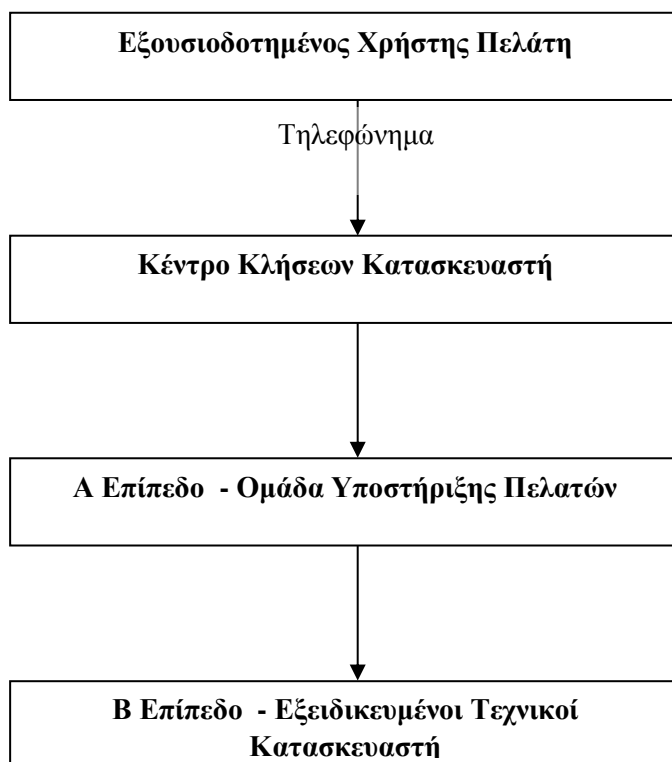 Εξουσιοδοτημένος Χρήστης Πελάτη
Τηλεφώνημα
Κέντρο Κλήσεων Κατασκευαστή
Α Επίπεδο - Ομάδα Υποστήριξης Πελατών
Β Επίπεδο - Εξειδικευμένοι Τεχνικοί
Κατασκευαστή